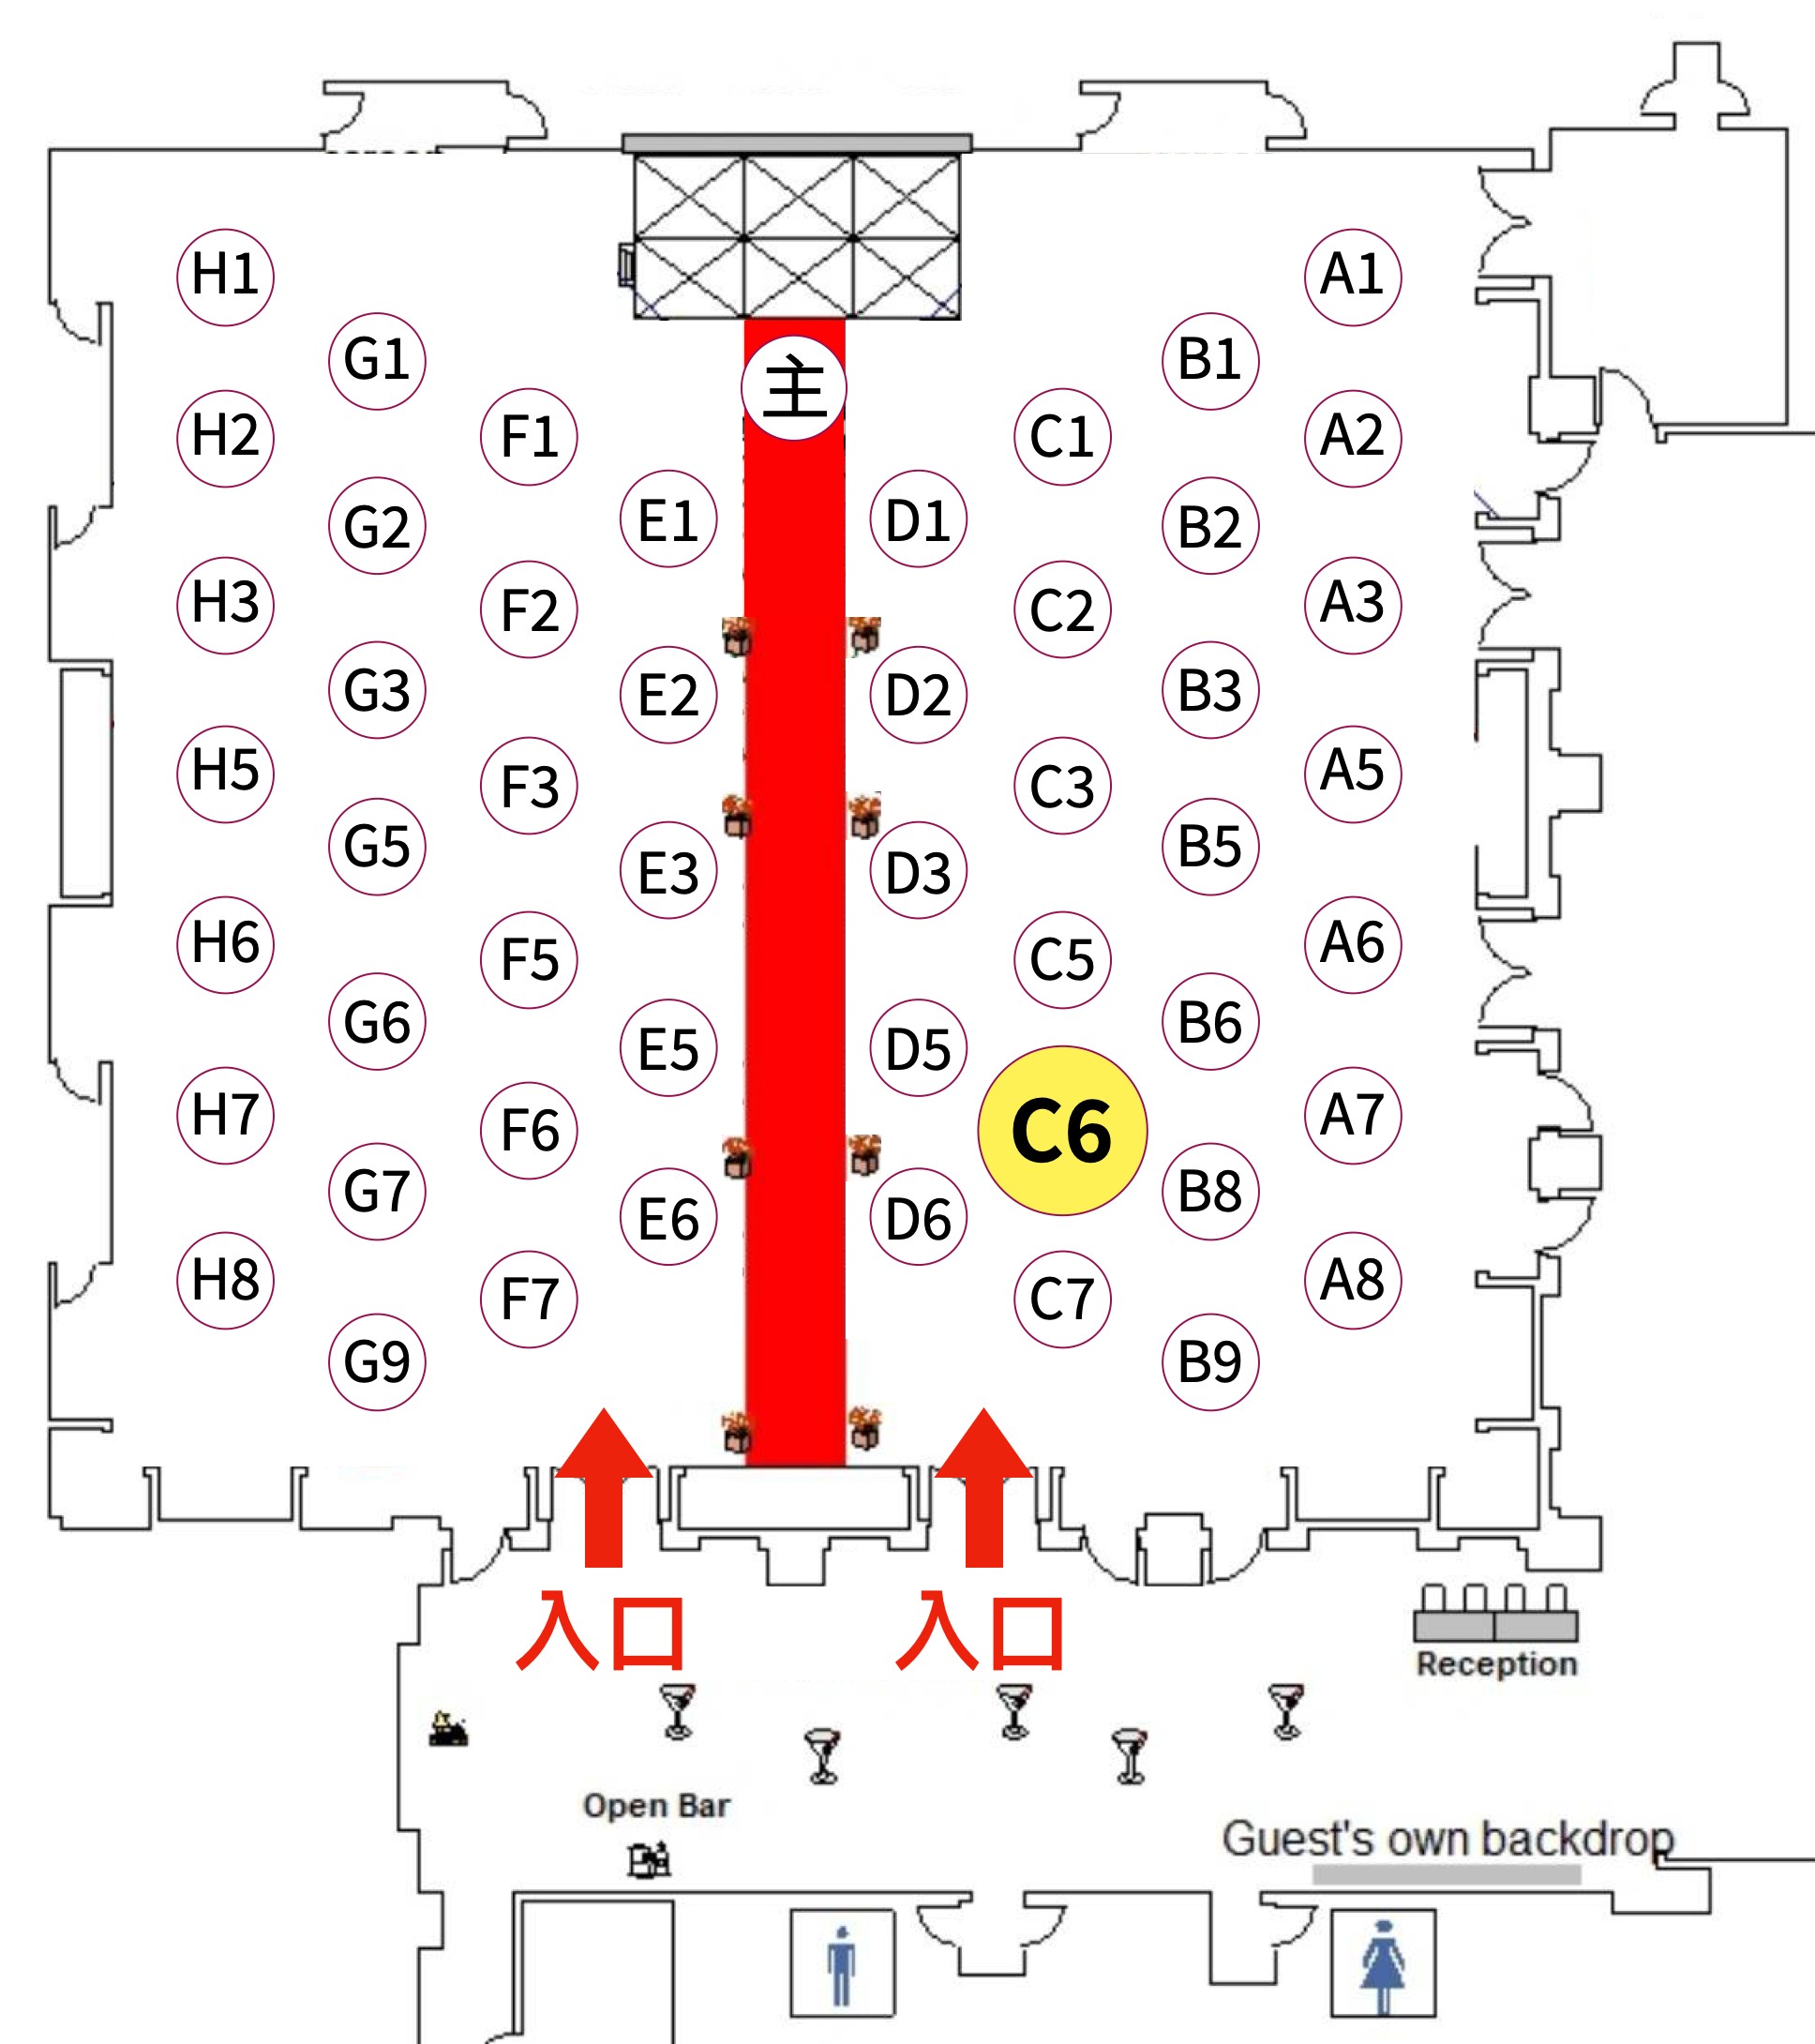 H1
A1
G1
B1
主
H2
F1
C1
A2
E1
D1
G2
B2
H3
F2
C2
A3
G3
E2
D2
B3
H5
F3
C3
A5
G5
B5
E3
D3
H6
F5
C5
A6
G6
B6
E5
D5
H7
F6
C6
A7
G7
B8
E6
D6
H8
F7
C7
A8
G9
B9
入口
入口
Reception
Open Bar
Guest's own backdrop